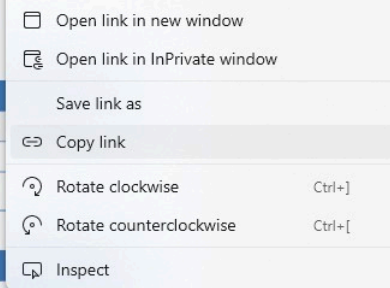 Open link in new window
Open link in InPrivate window
Save link as
Copy link
Rotate clockwise Ctrl+]
Rotate counterclockwise Ctrl+[
Inspect